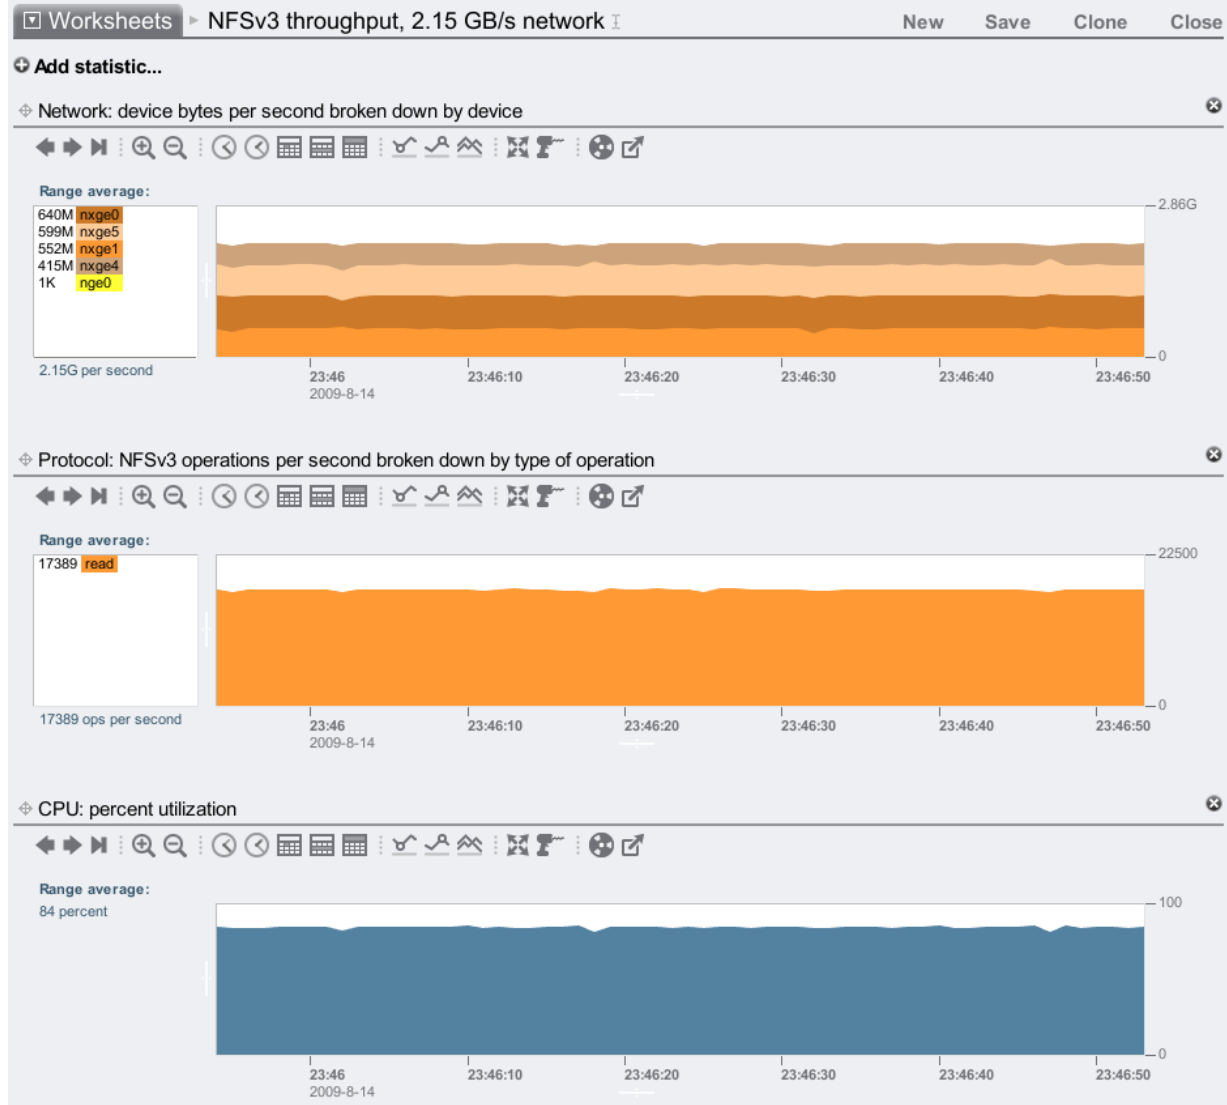 Worksheets NFSv3 throughput, 2.15 GB/s network New Save Clone Close
Add statistic...
Network: device bytes per second broken down by device
Range average:
640M nxge0
599M nxge5
552M nxge1
415M nxge4
1K nge0
2.15G per second
2.86G
0
23:46 23:46:10 23:46:20 23:46:30 23:46:40 23:46:50
2009-8-14
Protocol: NFSv3 operations per second broken down by type of operation
Range average:
17389 read
17389 ops per second
22500
0
23:46 23:46:10 23:46:20 23:46:30 23:46:40 23:46:50
2009-8-14
CPU: percent utilization
Range average:
84 percent
100
0
23:46 23:46:10 23:46:20 23:46:30 23:46:40 23:46:50
2009-8-14